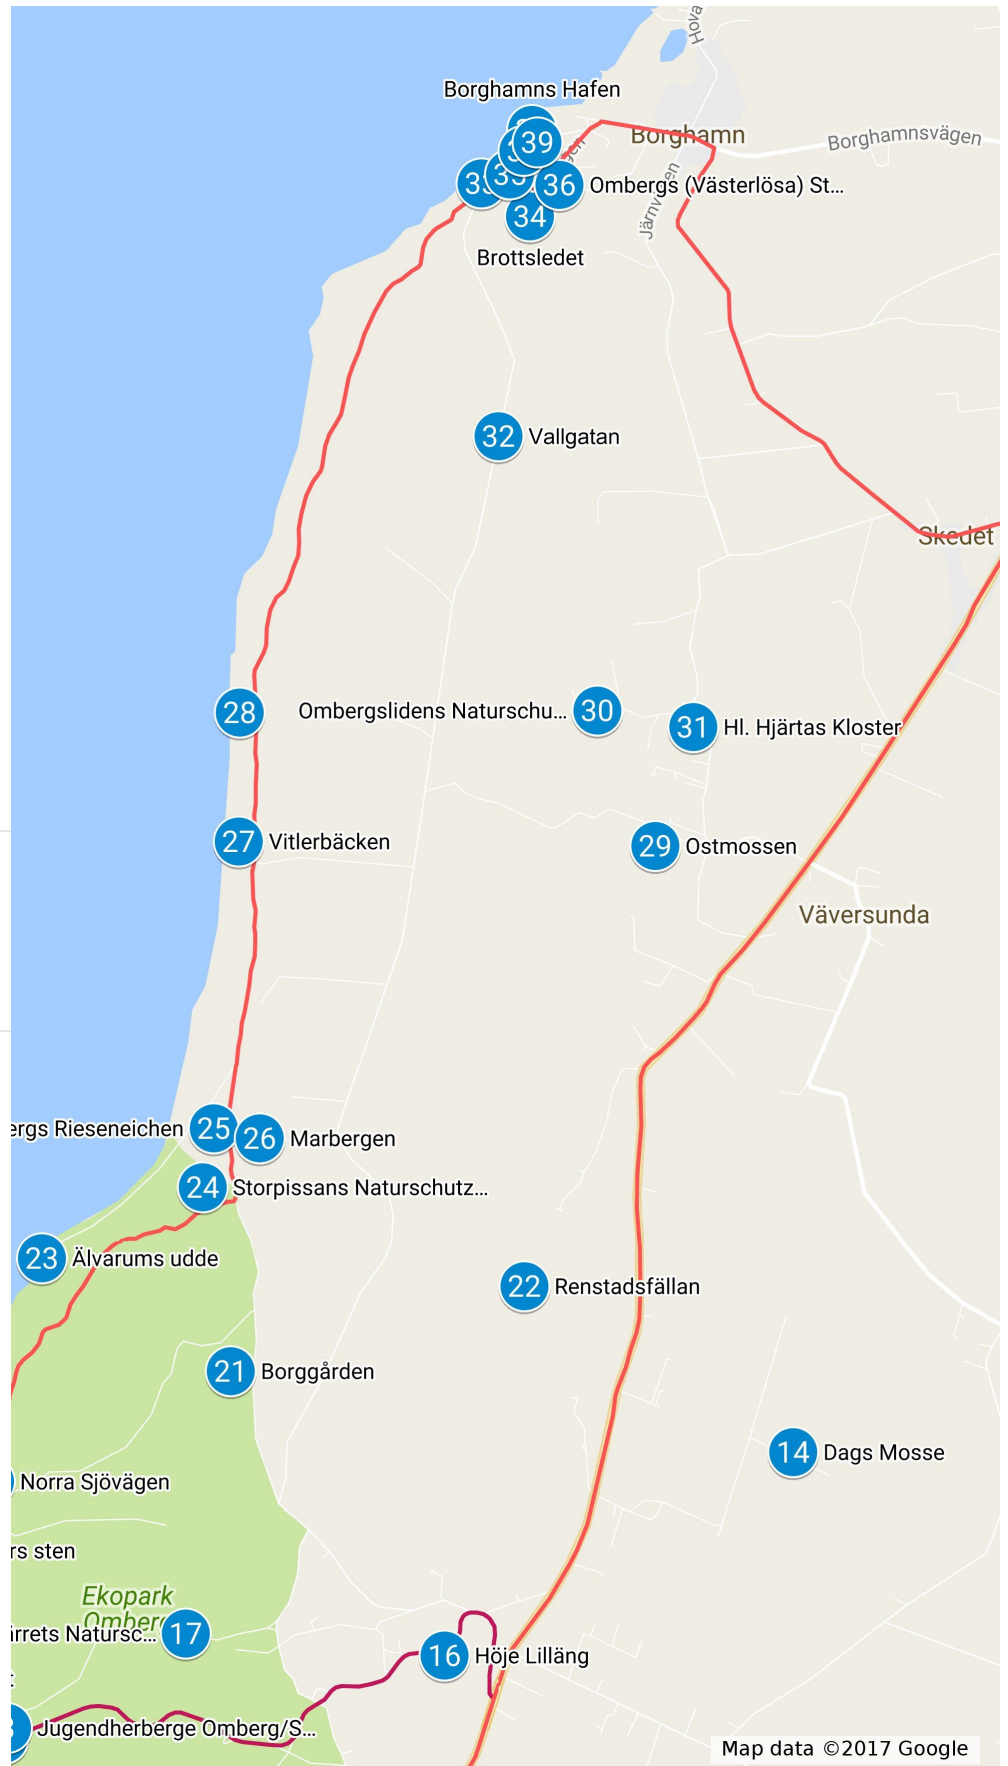 Hova
Borghamns Hafen
Borghamn
Borghamnsvägen
39
36
Ombergs (Västerlösa) St...
34
Brottsledet
32
Vallgatan
Skedet
28
Ombergslidens Naturschu...
30
31
Hl. Hjärtas Kloster
27
Vitlerbäcken
29
Ostmossen
Väversunda
ergs Rieseneichen
25
26
Marbergen
24
Storpissans Naturschutz...
23
Älvarums udde
22
Renstadsfällan
21
Borggården
14
Dags Mosse
Norra Sjövägen
rs sten
Ekopark
Omberg
ärrets Natursc...
17
16
Höje Lilläng
Jugendherberge Omberg/S...
Map data ©2017 Google